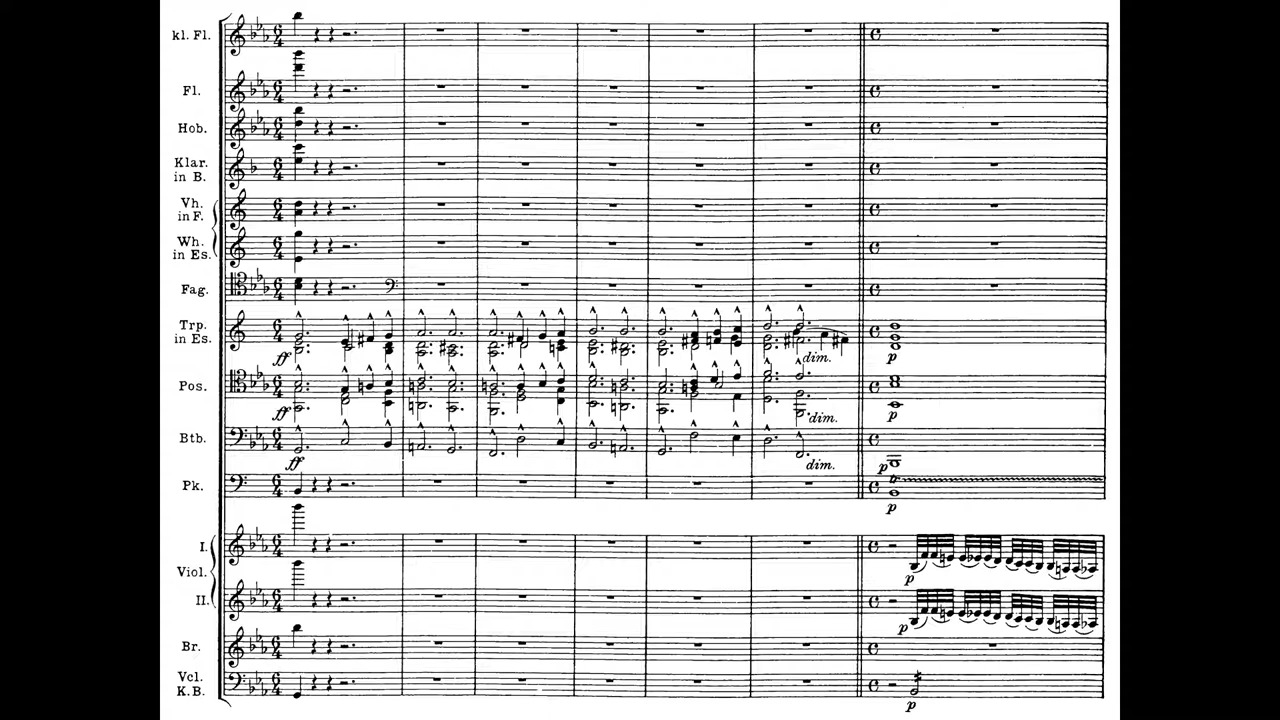 kl. Fl.
Fl.
Hob.
Klar.
in B.
Vh.
in F.
Wh.
in Es.
Fag.
Trp.
in Es.
ff
dim.
p
Pos.
ff
dim.
p
Btb.
ff
dim.
p
Pk.
tr
p
I.
Viol.
p
II.
p
Br.
Vcl.
K.B.
p